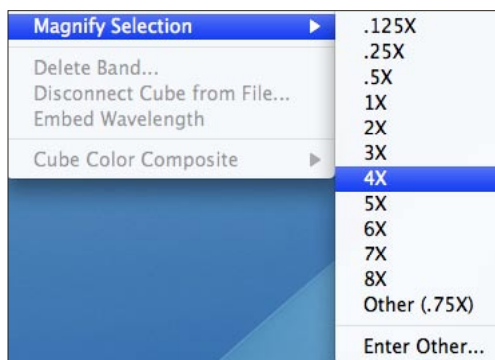 Magnify Selection
Delete Band...
Disconnect Cube from File...
Embed Wavelength
Cube Color Composite
.125X
.25X
.5X
1X
2X
3X
4X
5X
6X
7X
8X
Other (.75X)
Enter Other...